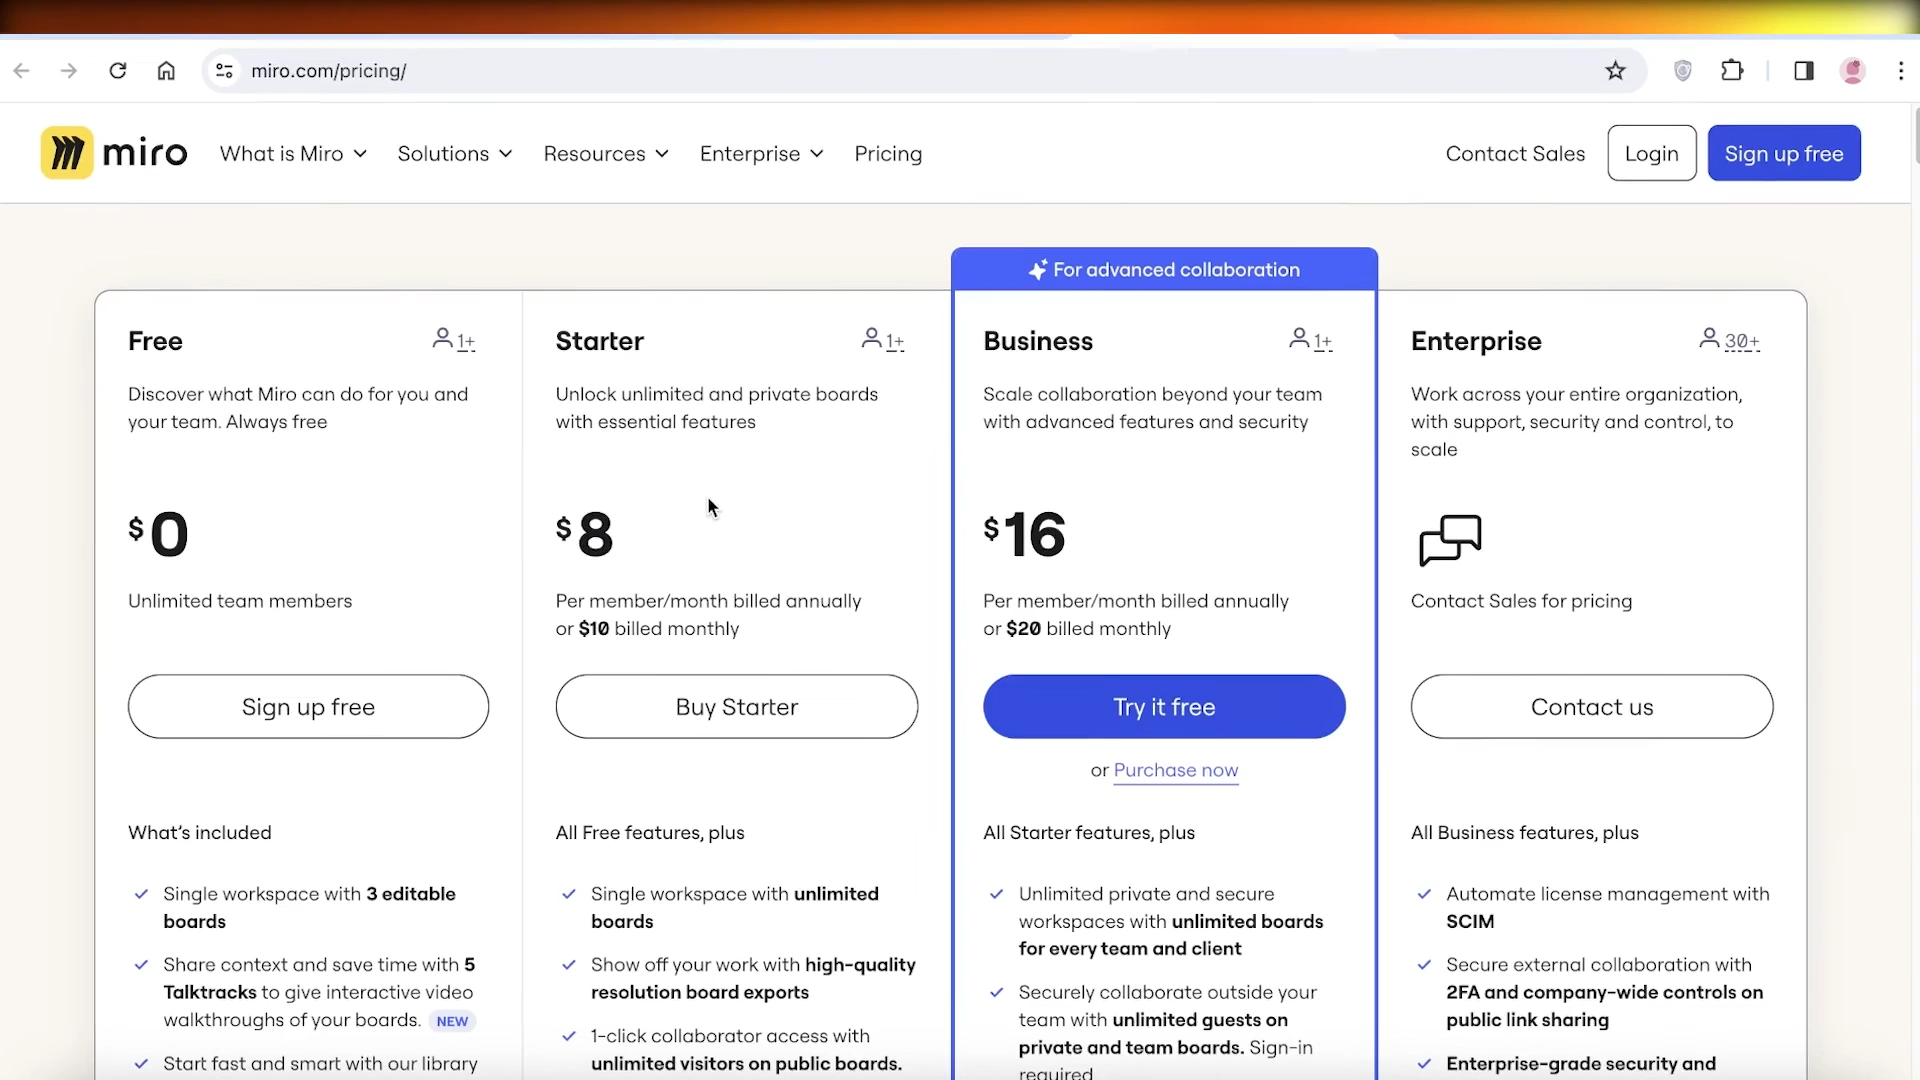 miro.com/pricing/
miro
What is Miro
Solutions
Resources
Enterprise
Pricing
Contact Sales
Login
Sign up free
For advanced collaboration
Free
1+
Discover what Miro can do for you and
your team. Always free
$0
Unlimited team members
Sign up free
What's included
Single workspace with 3 editable
boards
Share context and save time with 5
Talktracks to give interactive video
walkthroughs of your boards. NEW
Start fast and smart with our library
Starter
1+
Unlock unlimited and private boards
with essential features
$8
Per member/month billed annually
or $10 billed monthly
Buy Starter
All Free features, plus
Single workspace with unlimited
boards
Show off your work with high-quality
resolution board exports
1-click collaborator access with
unlimited visitors on public boards.
Business
1+
Scale collaboration beyond your team
with advanced features and security
$16
Per member/month billed annually
or $20 billed monthly
Try it free
or Purchase now
All Starter features, plus
Unlimited private and secure
workspaces with unlimited boards
for every team and client
Securely collaborate outside your
team with unlimited guests on
private and team boards. Sign-in
required
Enterprise
30+
Work across your entire organization,
with support, security and control, to
scale
Contact Sales for pricing
Contact us
All Business features, plus
Automate license management with
SCIM
Secure external collaboration with
2FA and company-wide controls on
public link sharing
Enterprise-grade security and